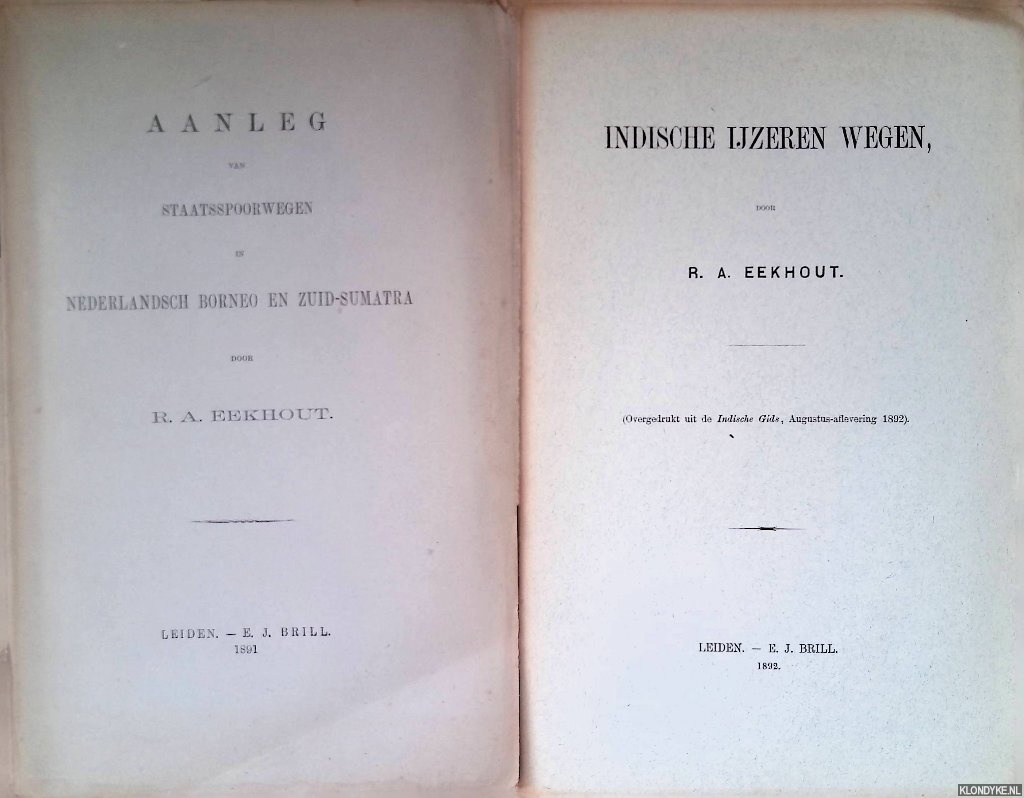 AANLEG
VAN
STAATSSPOORWEGEN
IN
NEDERLANDSCH BORNEO EN ZUID-SUMATRA
DOOR
R. A. EEKHOUT.
LEIDEN. — E. J. BRILL.
1891
INDISCHE IJZEREN WEGEN,
DOOR
R. A. EEKHOUT.
(Overgedrukt uit de Indische Gids, Augustus-aflevering 1892).
LEIDEN. — E. J. BRILL.
1892.
KLONDYKE.NL